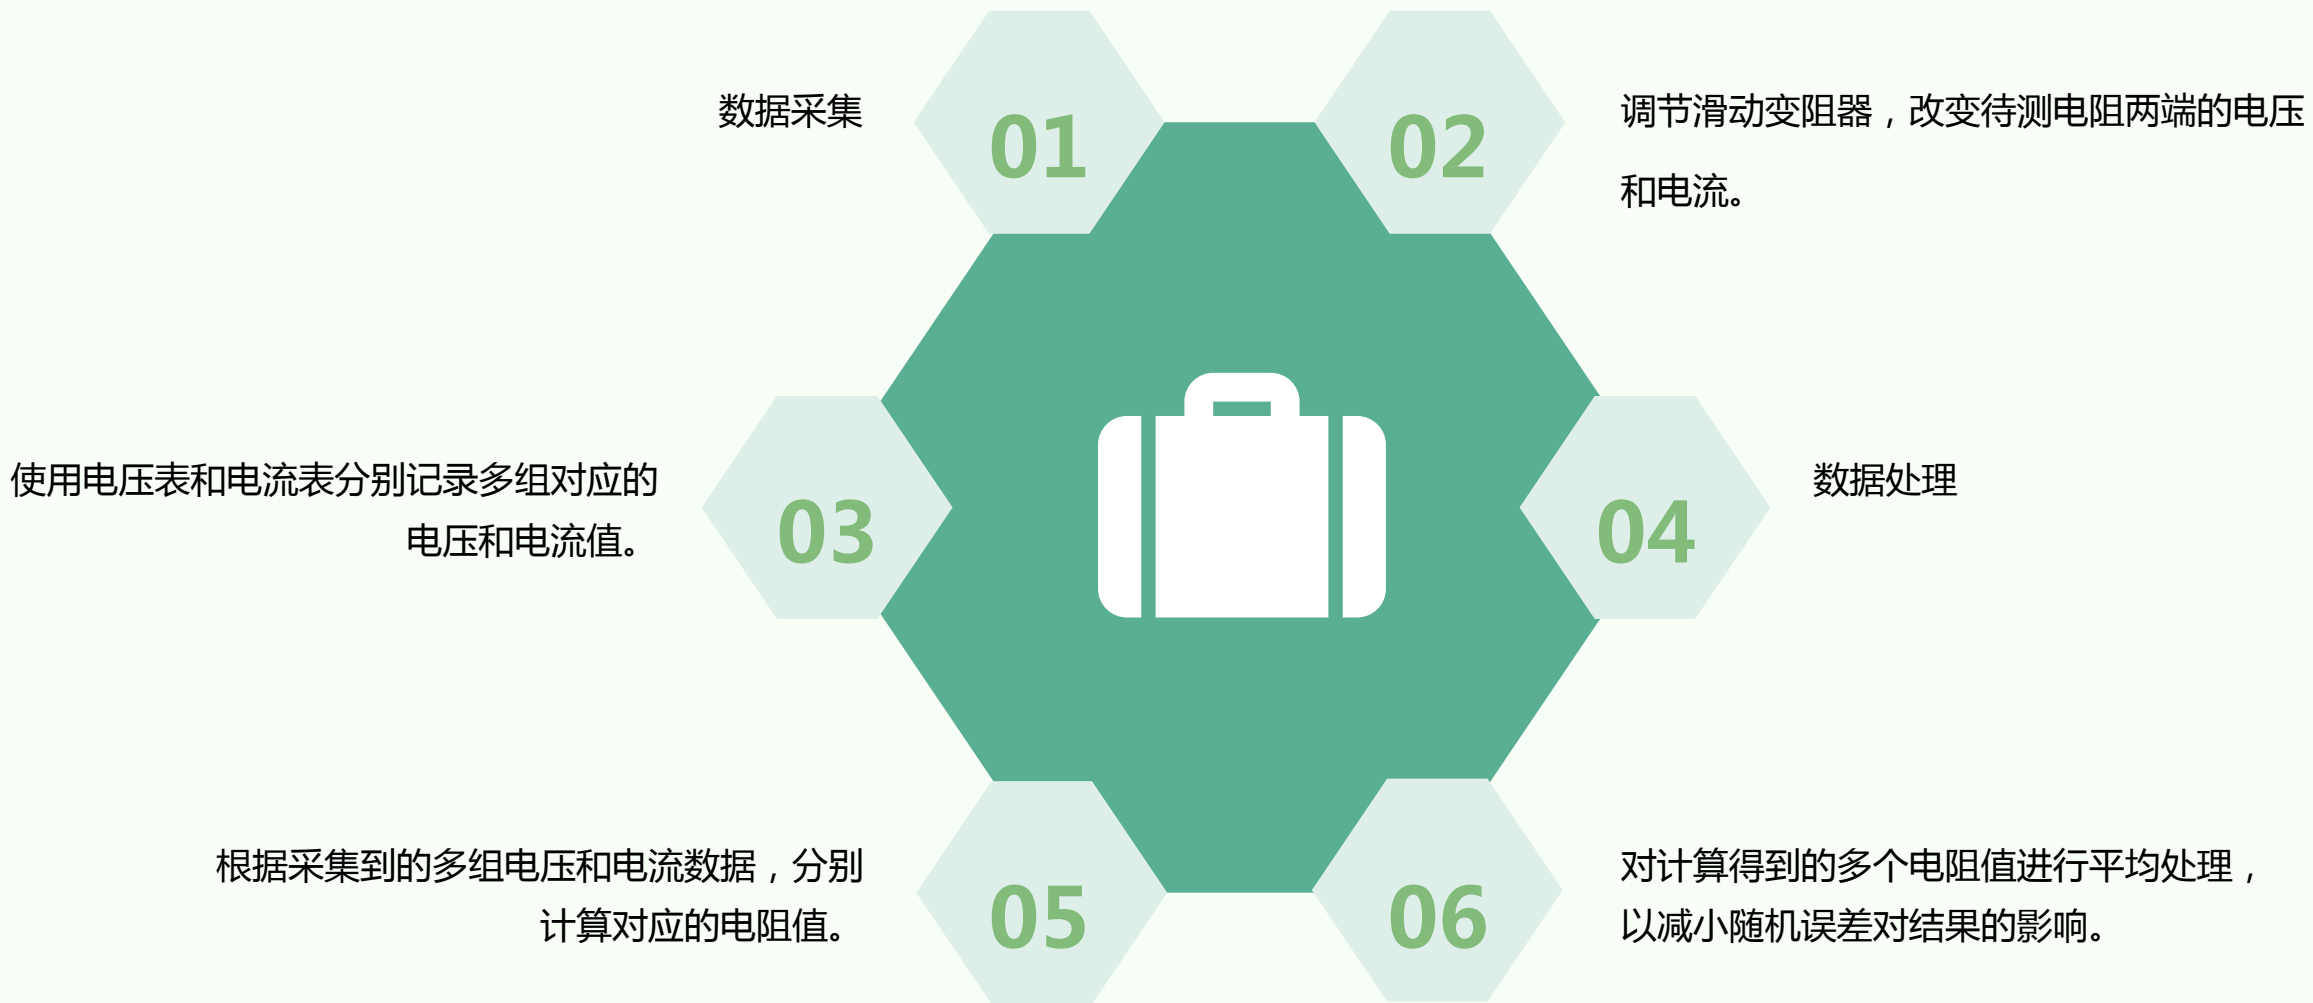 数据采集
01
02
调节滑动变阻器，改变待测电阻两端的电压
和电流。
使用电压表和电流表分别记录多组对应的
电压和电流值。
03
04
数据处理
根据采集到的多组电压和电流数据，分别
计算对应的电阻值。
05
06
对计算得到的多个电阻值进行平均处理，
以减小随机误差对结果的影响。